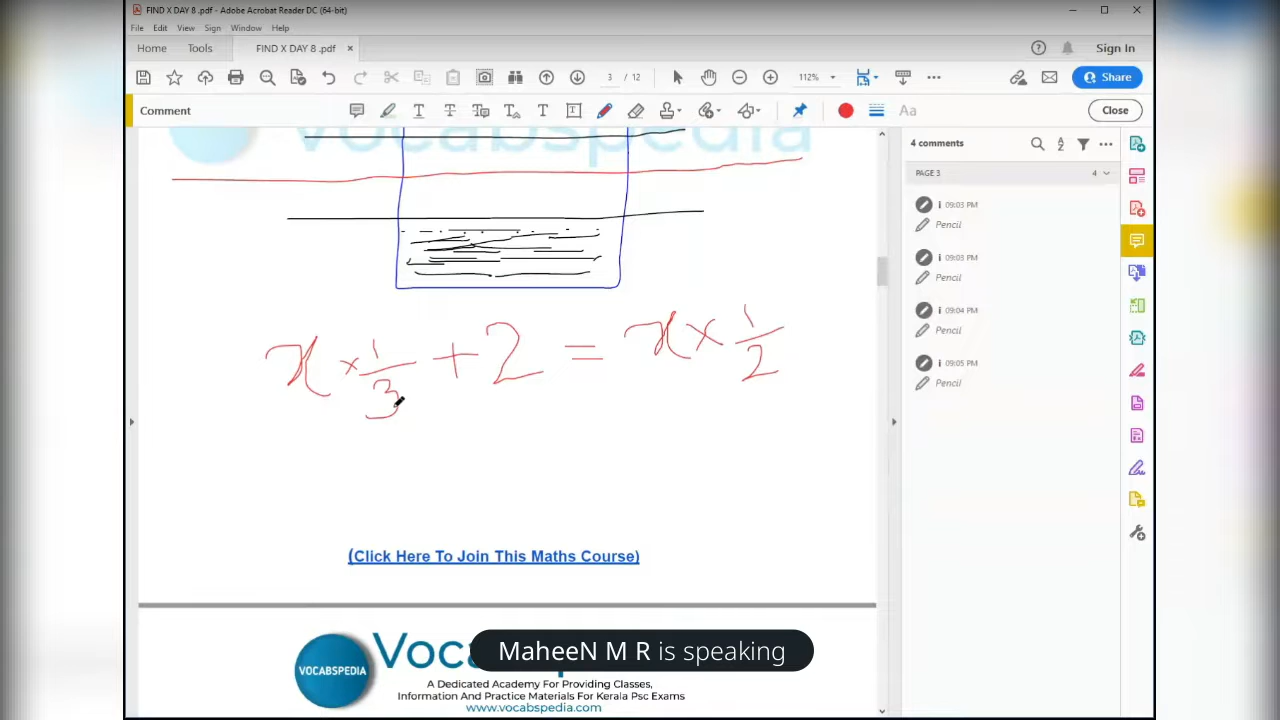 FIND X DAY 8 .pdf - Adobe Acrobat Reader DC (64-bit)
File Edit View Sign Window Help
Home Tools FIND X DAY 8 .pdf × Sign In
3 / 12 112% Share
Comment Aa Close
Vocabspedia
4 comments
PAGE 3 4
i 09:03 PM
Pencil
i 09:03 PM
Pencil
i 09:04 PM
Pencil
i 09:05 PM
Pencil
x × 1/3 + 2 = x × 1/2
(Click Here To Join This Maths Course)
VOCABSPEDIA
MaheeN M R is speaking
A Dedicated Academy For Providing Classes,
Information And Practice Materials For Kerala Psc Exams
www.vocabspedia.com